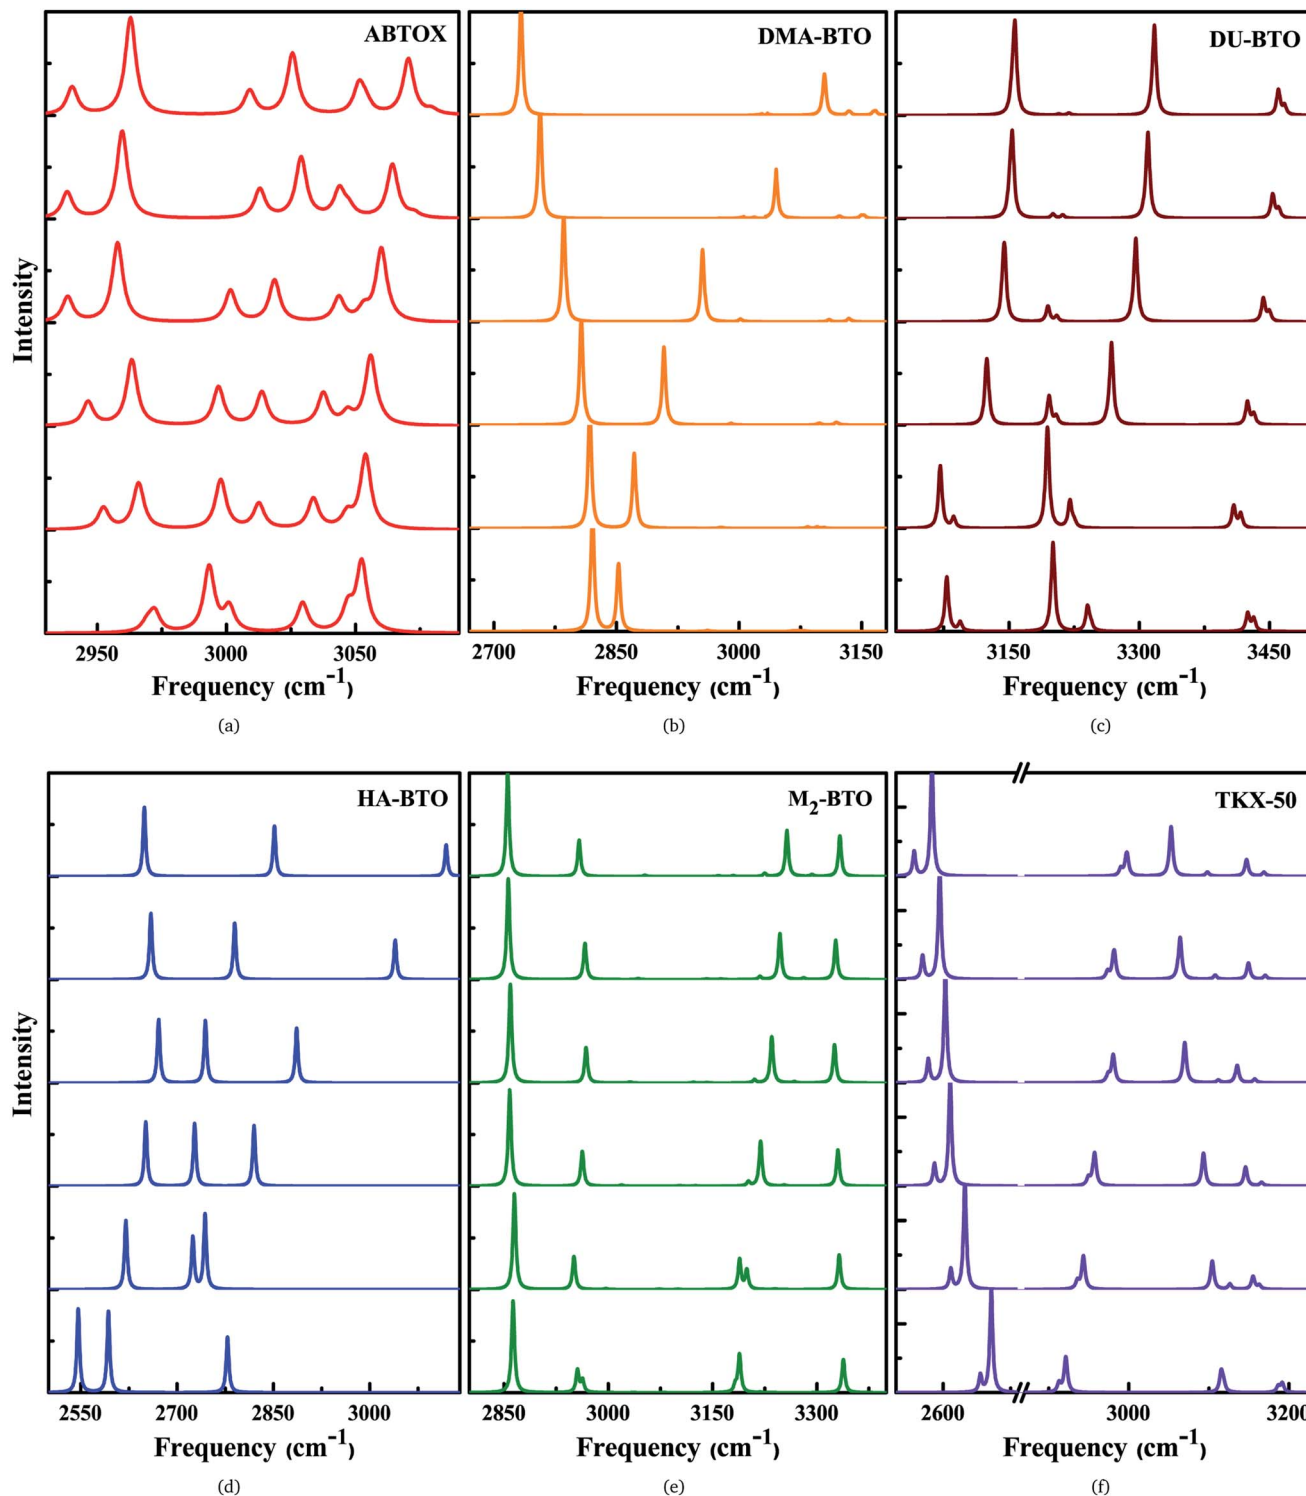 ABTOX
DMA-BTO
DU-BTO
Intensity
2950
3000
3050
2700
2850
3000
3150
3150
3300
3450
Frequency (cm⁻¹)
Frequency (cm⁻¹)
Frequency (cm⁻¹)
(a)
(b)
(c)
HA-BTO
M₂-BTO
TKX-50
Intensity
2550
2700
2850
3000
2850
3000
3150
3300
2600
3000
3200
Frequency (cm⁻¹)
Frequency (cm⁻¹)
Frequency (cm⁻¹)
(d)
(e)
(f)